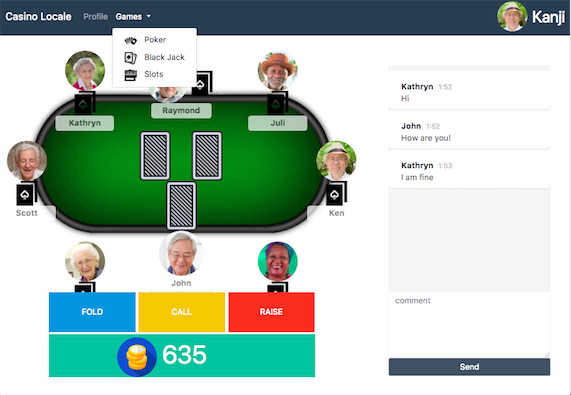 Casino Locale Profile Games Kanji
Poker
Black Jack
Slots
Kathryn
Raymond
Juli
Scott
Ken
John
FOLD CALL RAISE
635
Kathryn 1:52
Hi
John 1:52
How are you!
Kathryn 1:53
I am fine
comment
Send